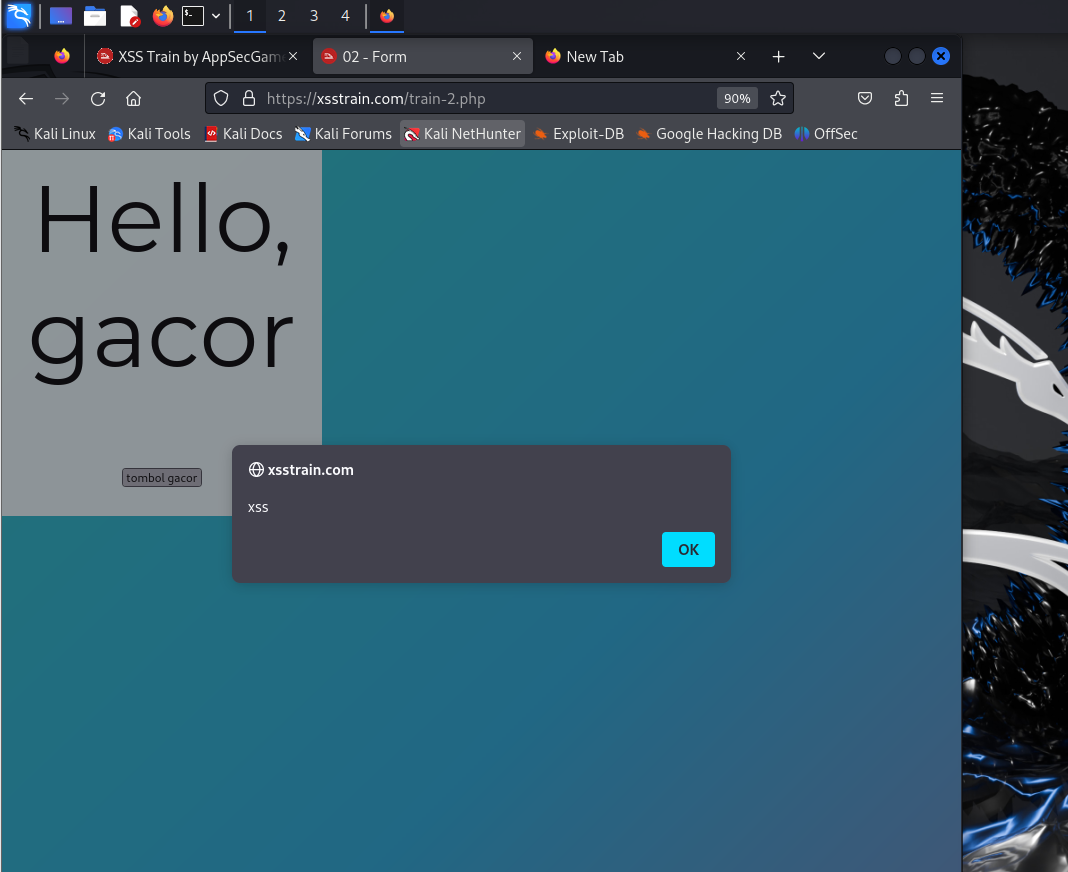 1 2 3 4
XSS Train by AppSecGam 02 - Form New Tab
https://xsstrain.com/train-2.php 90%
Kali Linux Kali Tools Kali Docs Kali Forums Kali NetHunter Exploit-DB Google Hacking DB OffSec
Hello,
gacor
tombol gacor
xsstrain.com
xss
OK